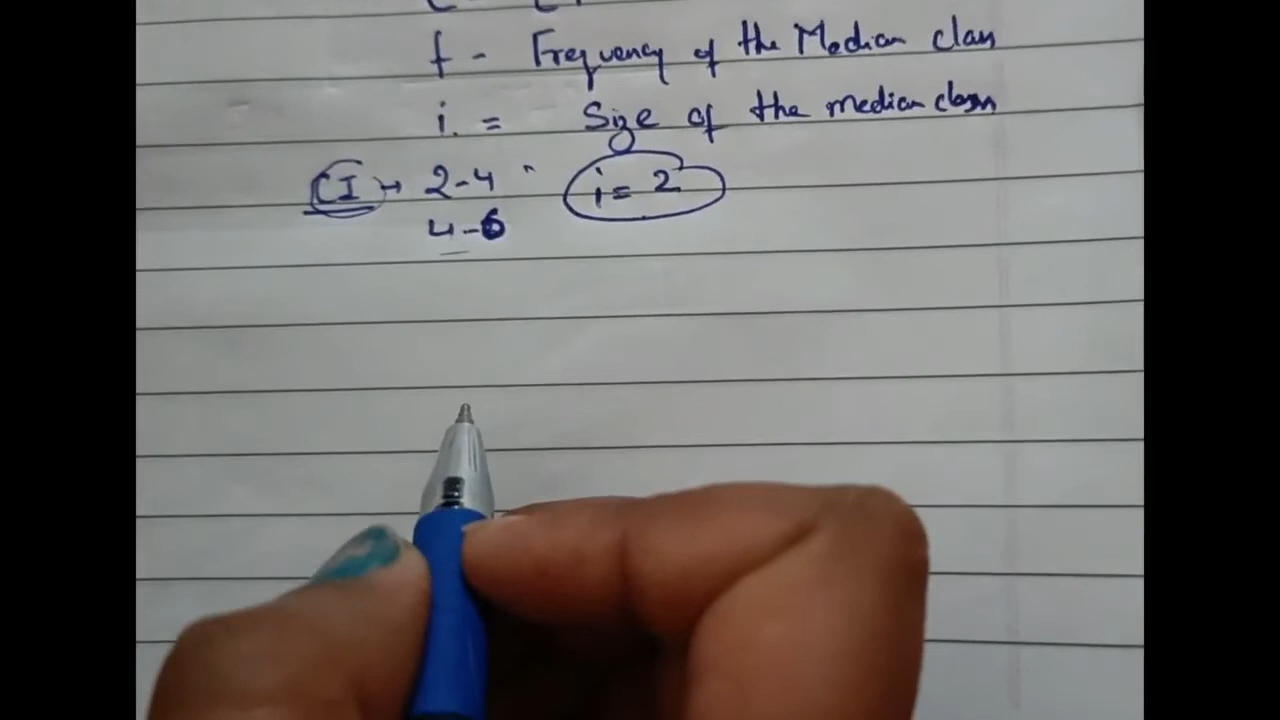 f - Frequency of the Median class
i. = Size of the median class
CI → 2-4 " i = 2
4-6